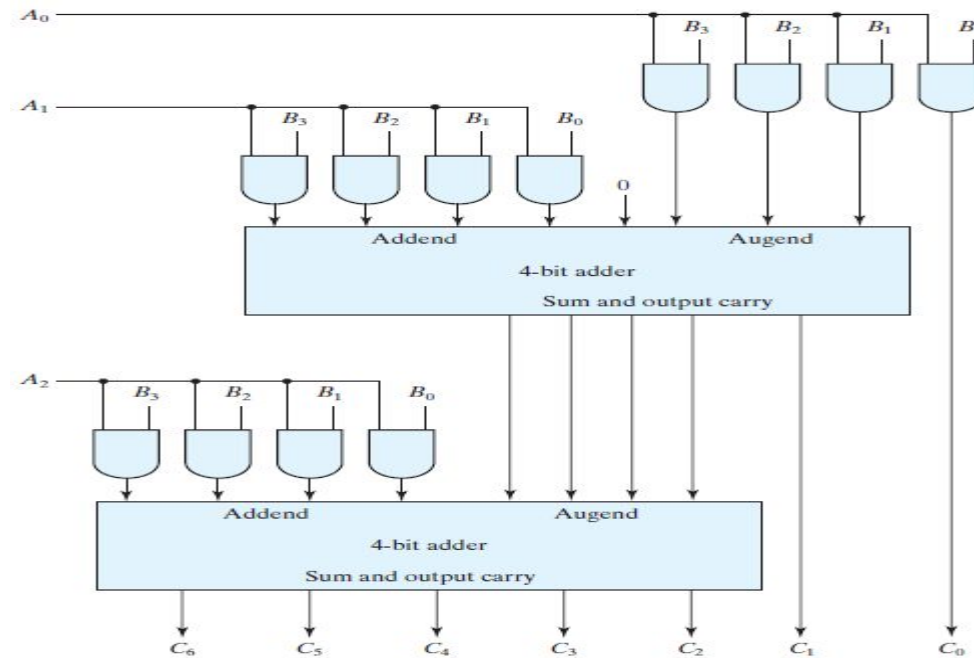 A₀
B₃ B₂ B₁ B
A₁
B₃ B₂ B₁ B₀
0
Addend Augend
4-bit adder
Sum and output carry
A₂
B₃ B₂ B₁ B₀
Addend Augend
4-bit adder
Sum and output carry
C₆ C₅ C₄ C₃ C₂ C₁ C₀